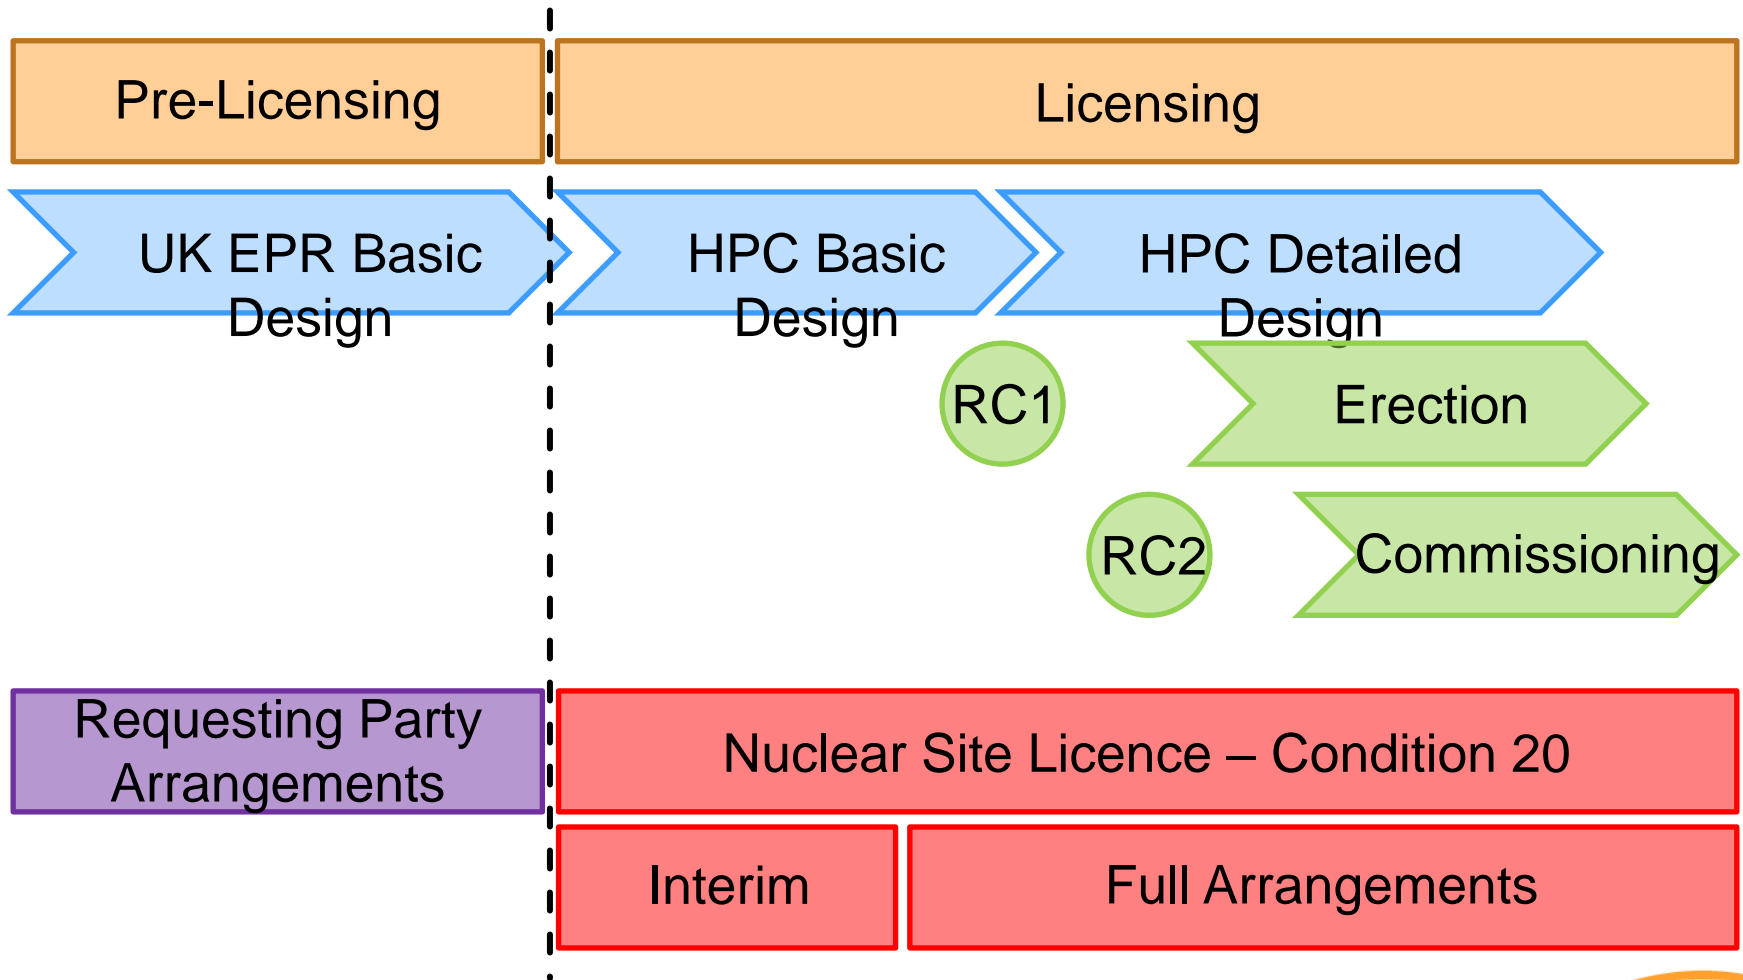 Pre-Licensing
Licensing
UK EPR Basic
Design
HPC Basic
Design
HPC Detailed
Design
RC1
Erection
RC2
Commissioning
Requesting Party
Arrangements
Nuclear Site Licence – Condition 20
Interim
Full Arrangements